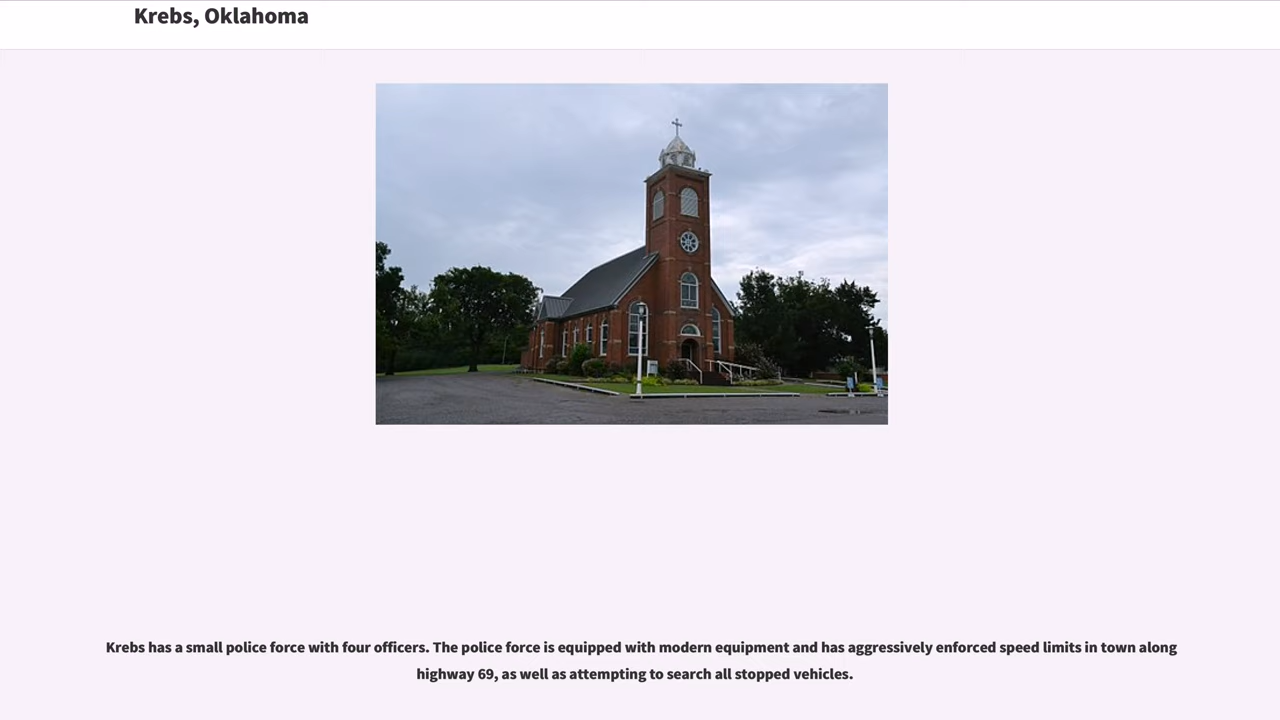 Krebs, Oklahoma
Krebs has a small police force with four officers. The police force is equipped with modern equipment and has aggressively enforced speed limits in town along
highway 69, as well as attempting to search all stopped vehicles.